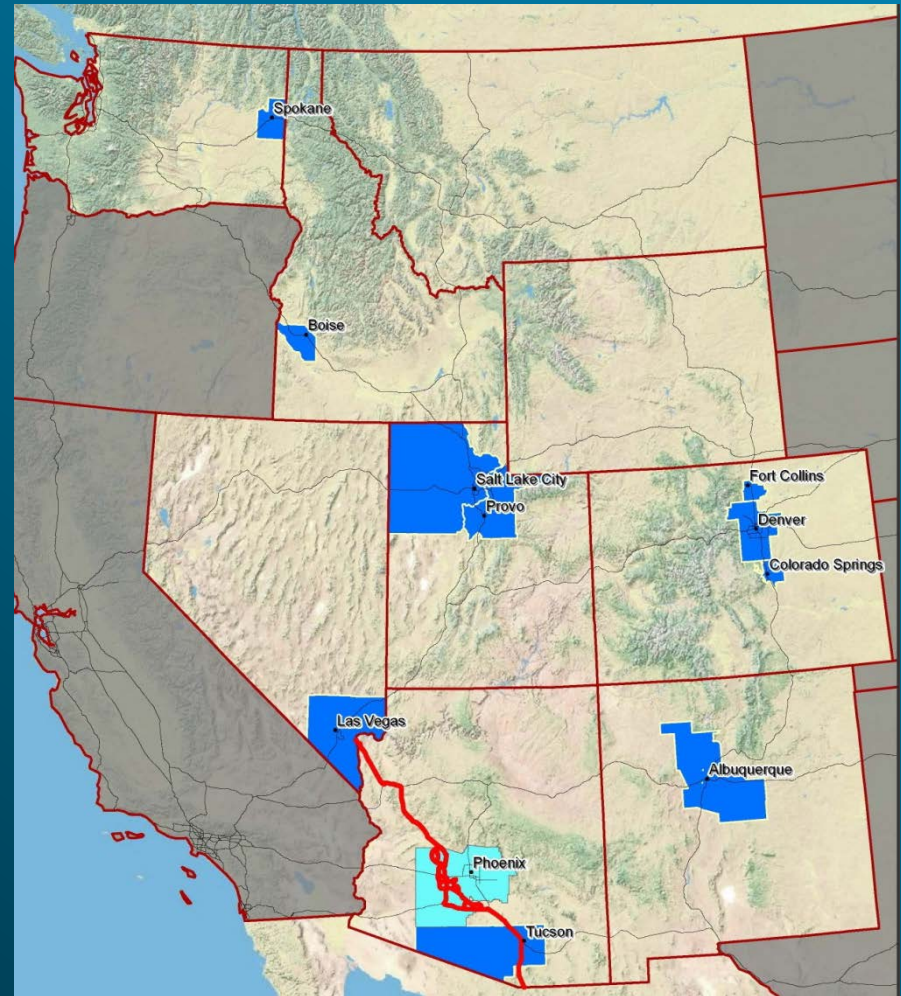 Spokane
Boise
Salt Lake City
Provo
Fort Collins
Denver
Colorado Springs
Las Vegas
Albuquerque
Phoenix
Tucson